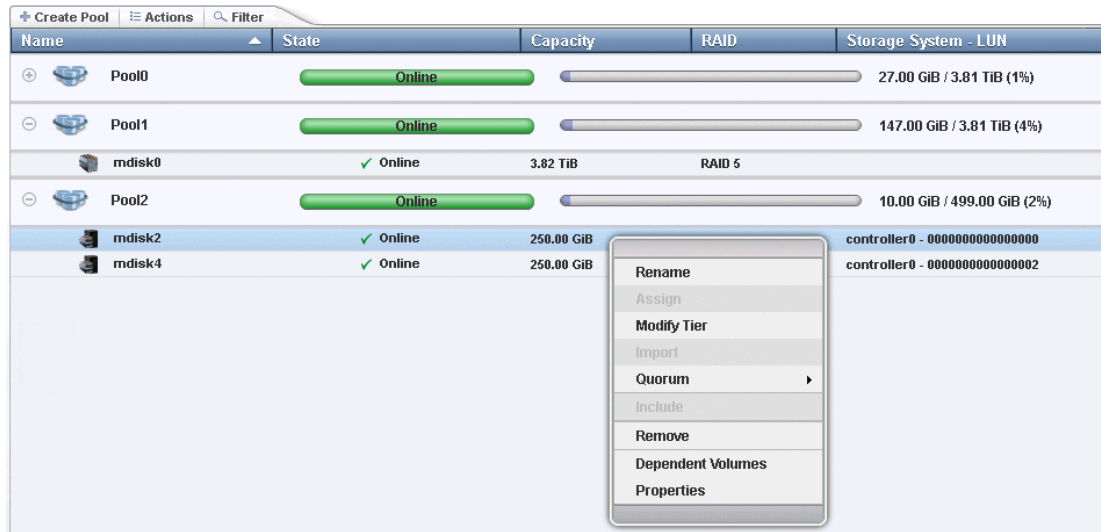 Create Pool Actions Filter
Name State Capacity RAID Storage System - LUN
Pool0 Online 27.00 GiB / 3.81 TiB (1%)
Pool1 Online 147.00 GiB / 3.81 TiB (4%)
mdisk0 Online 3.82 TiB RAID 5
Pool2 Online 10.00 GiB / 499.00 GiB (2%)
mdisk2 Online 250.00 GiB controller0 - 0000000000000000
mdisk4 Online 250.00 GiB controller0 - 0000000000000002
Rename
Assign
Modify Tier
Import
Quorum
Include
Remove
Dependent Volumes
Properties